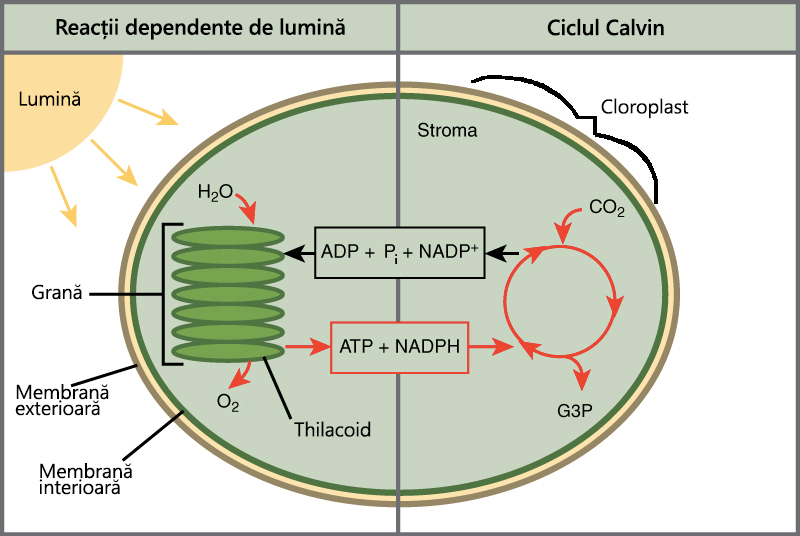 Reacții dependente de lumină
Ciclul Calvin
Lumină
Cloroplast
Stroma
H₂O
CO₂
ADP + Pᵢ + NADP⁺
Grană
ATP + NADPH
Membrană
exterioară
O₂
G3P
Thilacoid
Membrană
interioară